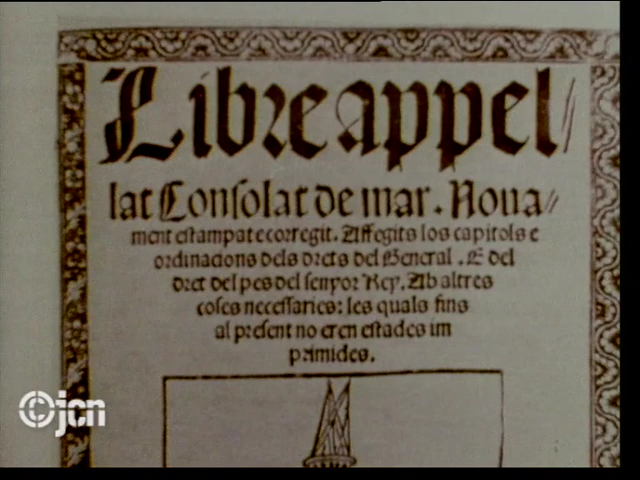 Libre appel//
lat Consolat de mar. Noua//
ment estampat e corregit. Affegits los capitols e
ordinacions dels drets del General. E del
dret del pes del senyor Rey. Ab altres
coses necessaries: les quals fins
al present no eren estades im
primides.
©jcn